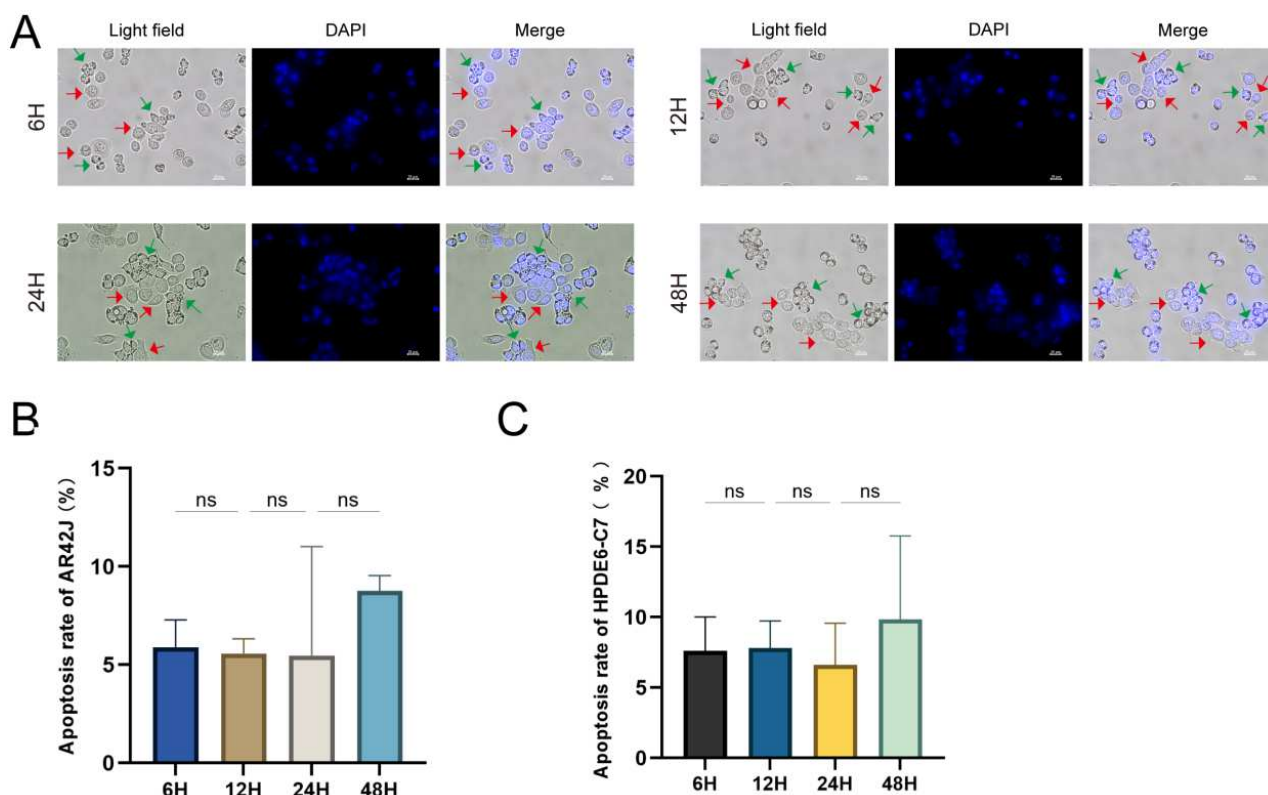 A
Light field DAPI Merge Light field DAPI Merge
6H 12H
24H 48H
B C
Apoptosis rate of AR42J (%)
15
10
5
0
ns ns ns
6H 12H 24H 48H
Apoptosis rate of HPDE6-C7 ( % )
20
15
10
5
0
ns ns ns
6H 12H 24H 48H